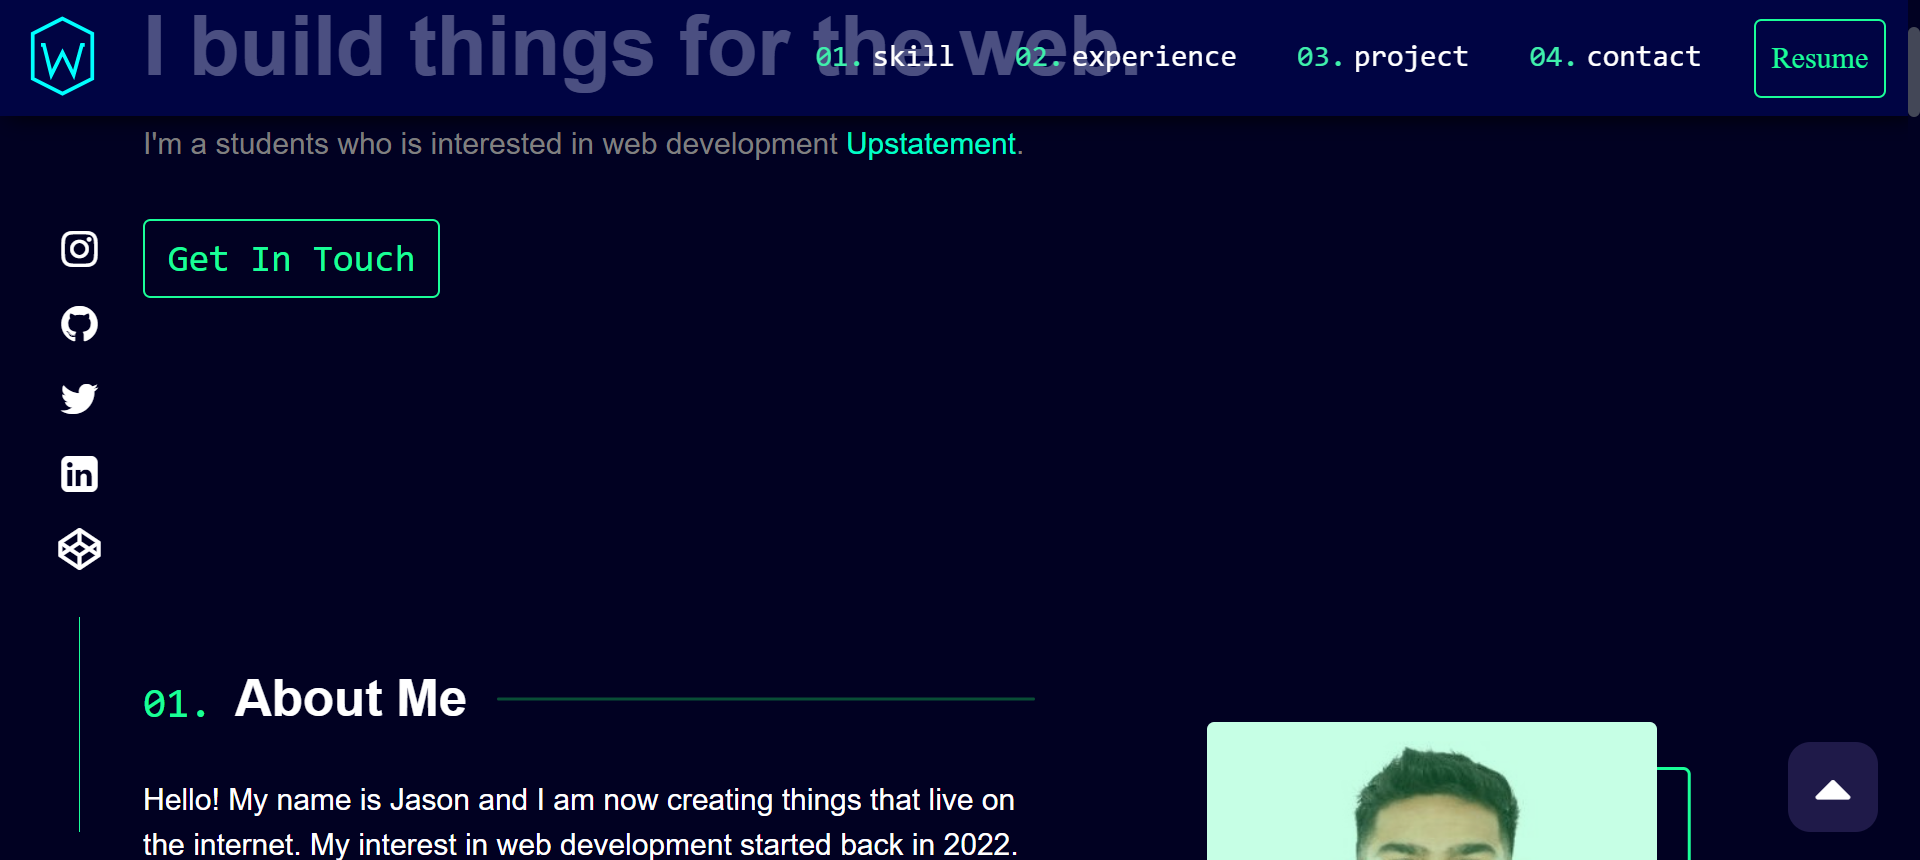 W
I build things for the web.
01. skill
02. experience
03. project
04. contact
Resume
I'm a students who is interested in web development Upstatement.
Get In Touch
in
01. About Me
Hello! My name is Jason and I am now creating things that live on
the internet. My interest in web development started back in 2022.